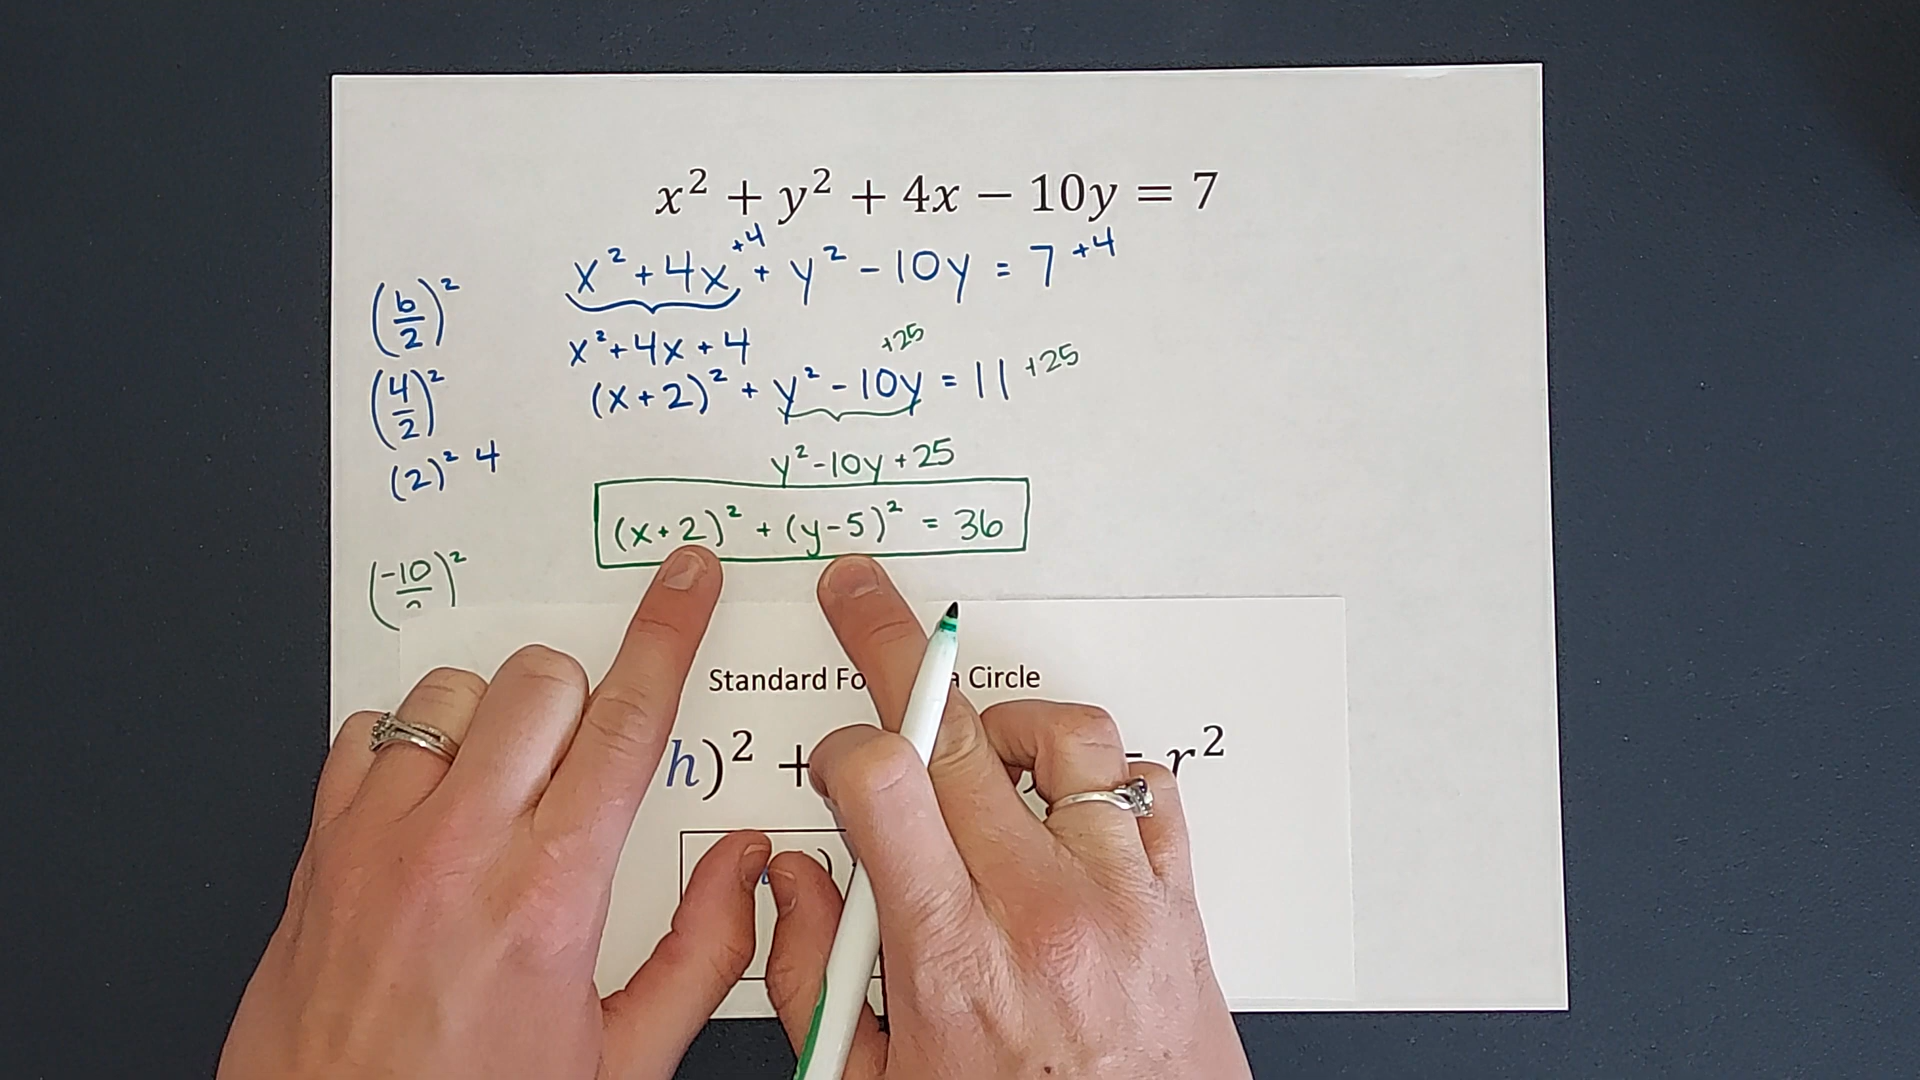 x² + y² + 4x − 10y = 7
+4
x² + 4x + y² - 10y = 7 +4
(b/2)²
x² + 4x + 4
+25
(4/2)²
(x+2)² + y² - 10y = 11 +25
(2)² 4
y² - 10y + 25
(x+2)² + (y-5)² = 36
(-10/
)²
Standard a Circle
h)² + r²